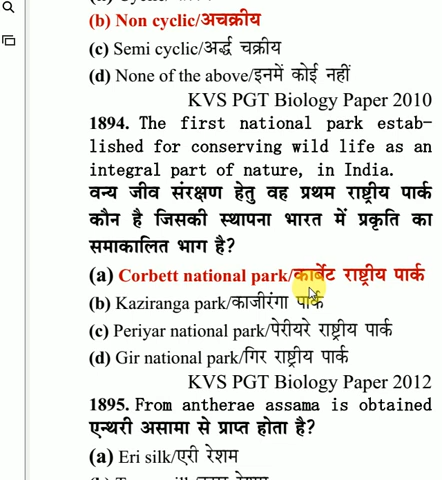 (b) Non cyclic/अचक्रीय
(c) Semi cyclic/अर्द्ध चक्रीय
(d) None of the above/इनमें कोई नहीं
KVS PGT Biology Paper 2010
1894. The first national park estab-
lished for conserving wild life as an
integral part of nature, in India.
वन्य जीव संरक्षण हेतु वह प्रथम राष्ट्रीय पार्क
कौन है जिसकी स्थापना भारत में प्रकृति का
समाकालित भाग है?
(a) Corbett national park/कार्बेट राष्ट्रीय पार्क
(b) Kaziranga park/काजीरंगा पार्क
(c) Periyar national park/पेरीयरे राष्ट्रीय पार्क
(d) Gir national park/गिर राष्ट्रीय पार्क
KVS PGT Biology Paper 2012
1895. From antherae assama is obtained
एन्थरी असामा से प्राप्त होता है?
(a) Eri silk/एरी रेशम